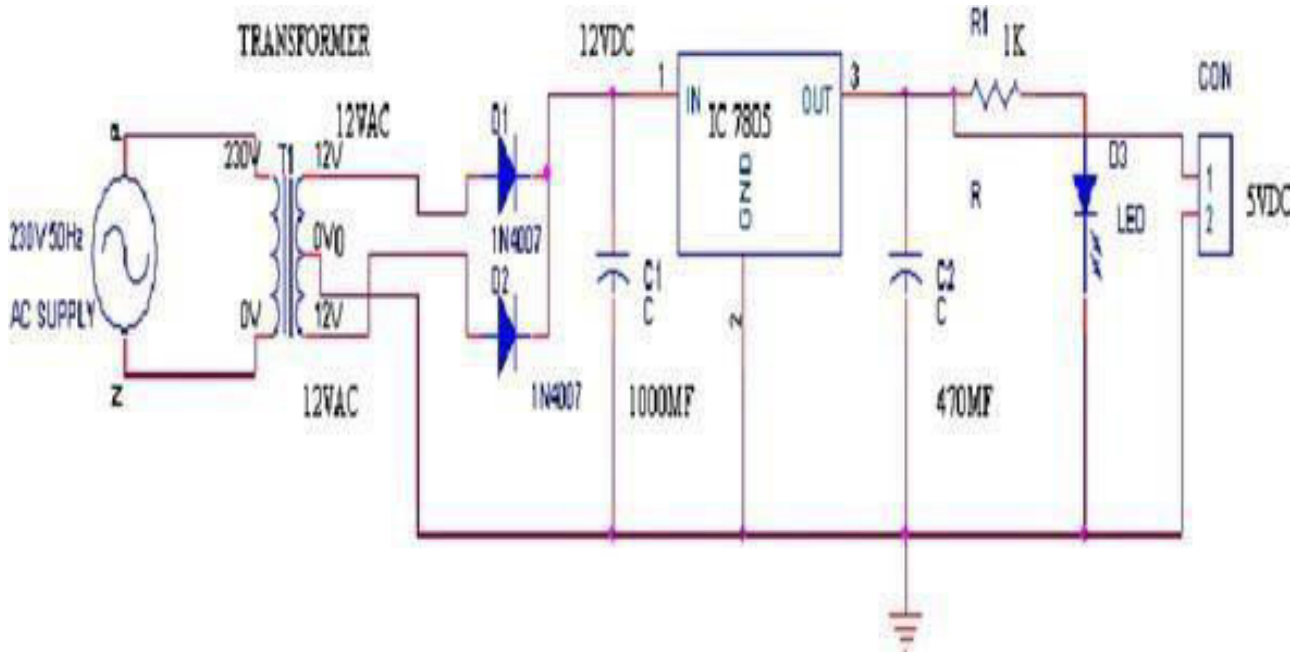 TRANSFORMER
12VDC
R1
1K
CON
12VAC
D1
1
IN
OUT
3
IC 7805
P
230V
T1
12V
GND
D3
1
2
5VDC
R
LED
230V 50Hz
0V
0
1N4007
D2
C1
C
C2
C
AC SUPPLY
0V
12V
2
N
12VAC
1N4007
1000MF
470MF